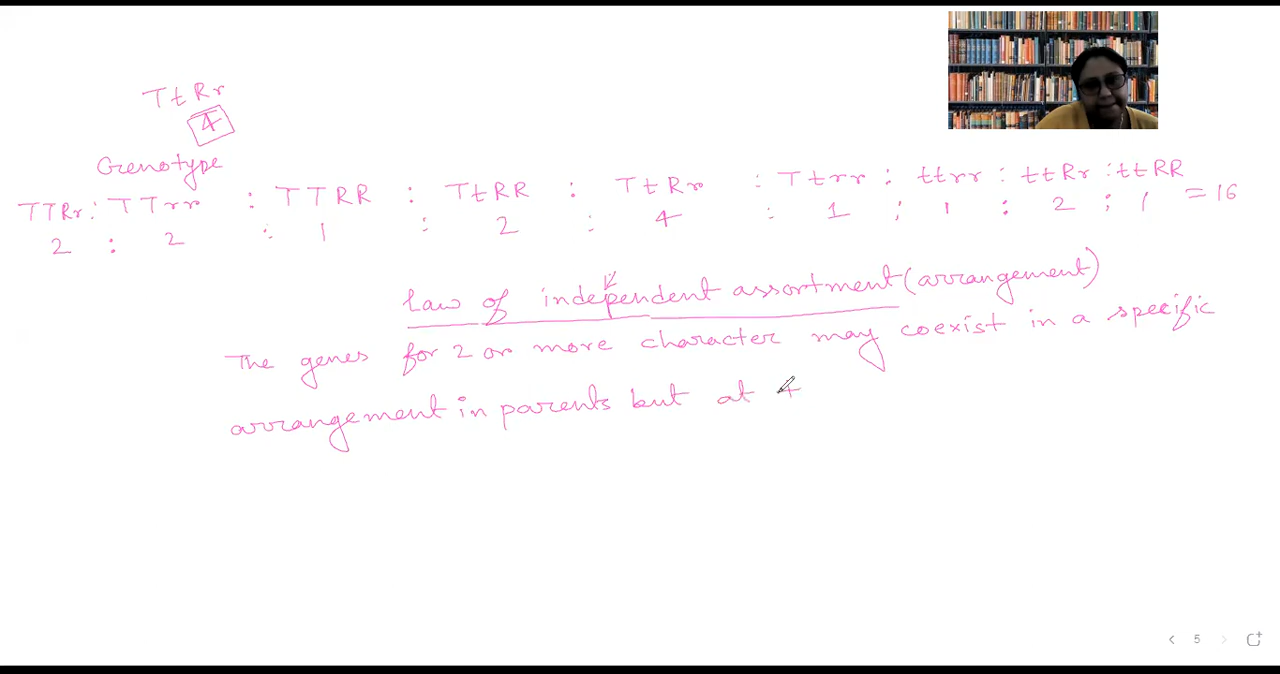 TtRr
4
Genotype
TTRr : TTrr : TTRR : TtRR : TtRr : Ttrr : ttrr : ttRr : ttRR
2 : 2 : 1 : 2 : 4 : 1 : 1 : 2 : 1 = 16
Law of independent assortment (arrangement)
The genes for 2 or more character may coexist in a specific
arrangement in parents but at
5